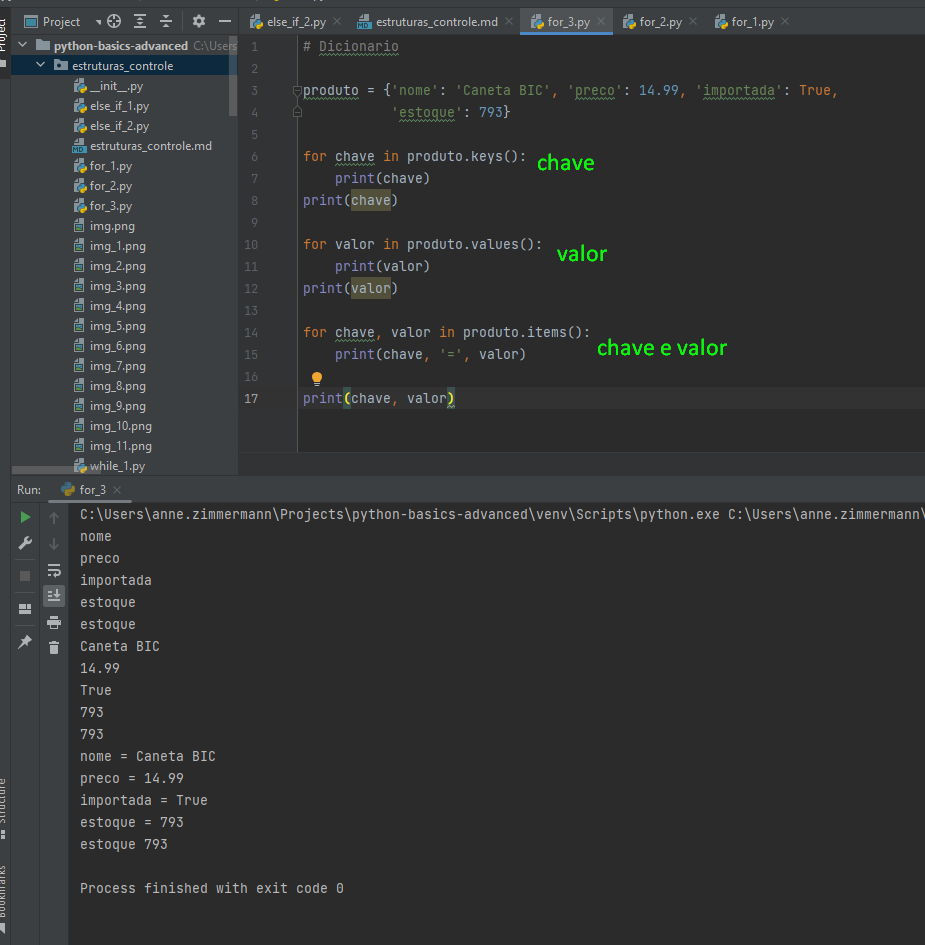 Project
else_if_2.py
estruturas_controle.md
for_3.py
for_2.py
for_1.py
Project
python-basics-advanced C:\Users
estruturas_controle
__init__.py
else_if_1.py
else_if_2.py
estruturas_controle.md
for_1.py
for_2.py
for_3.py
img.png
img_1.png
img_2.png
img_3.png
img_4.png
img_5.png
img_6.png
img_7.png
img_8.png
img_9.png
img_10.png
img_11.png
while_1.py
1 # Dicionario
2
3 produto = {'nome': 'Caneta BIC', 'preco': 14.99, 'importada': True,
4 'estoque': 793}
5
6 for chave in produto.keys(): chave
7 print(chave)
8 print(chave)
9
10 for valor in produto.values(): valor
11 print(valor)
12 print(valor)
13
14 for chave, valor in produto.items(): chave e valor
15 print(chave, '=', valor)
16
17 print(chave, valor)
Run: for_3
C:\Users\anne.zimmermann\Projects\python-basics-advanced\venv\Scripts\python.exe C:\Users\anne.zimmermann\
nome
preco
importada
estoque
estoque
Caneta BIC
14.99
True
793
793
nome = Caneta BIC
preco = 14.99
importada = True
estoque = 793
estoque 793
Process finished with exit code 0
Structure
Bookmarks